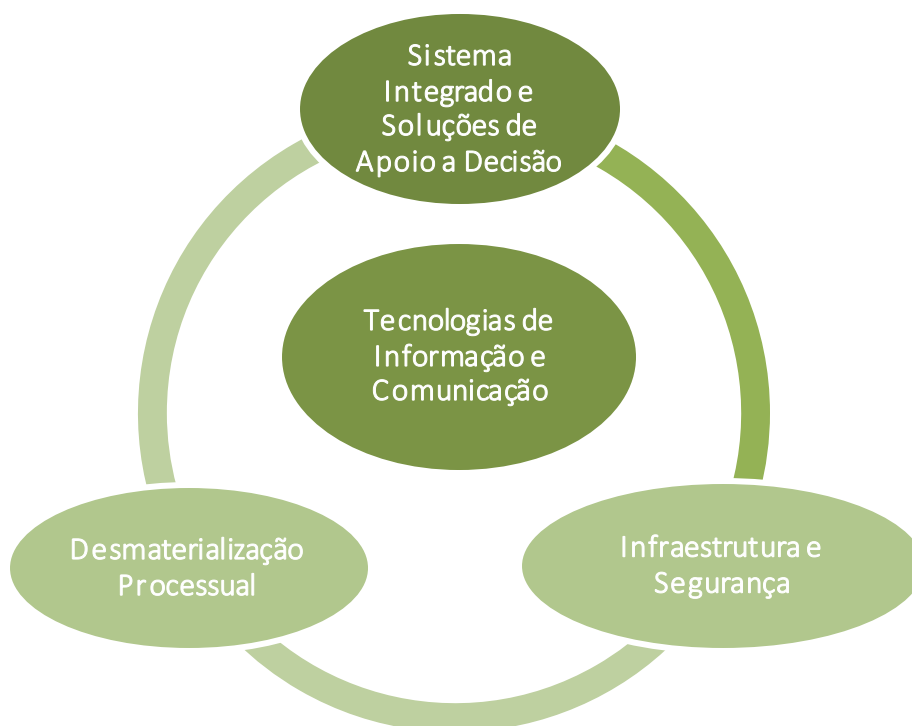 Sistema
Integrado e
Soluções de
Apoio a Decisão
Tecnologias de
Informação e
Comunicação
Desmaterialização
Processual
Infraestrutura e
Segurança